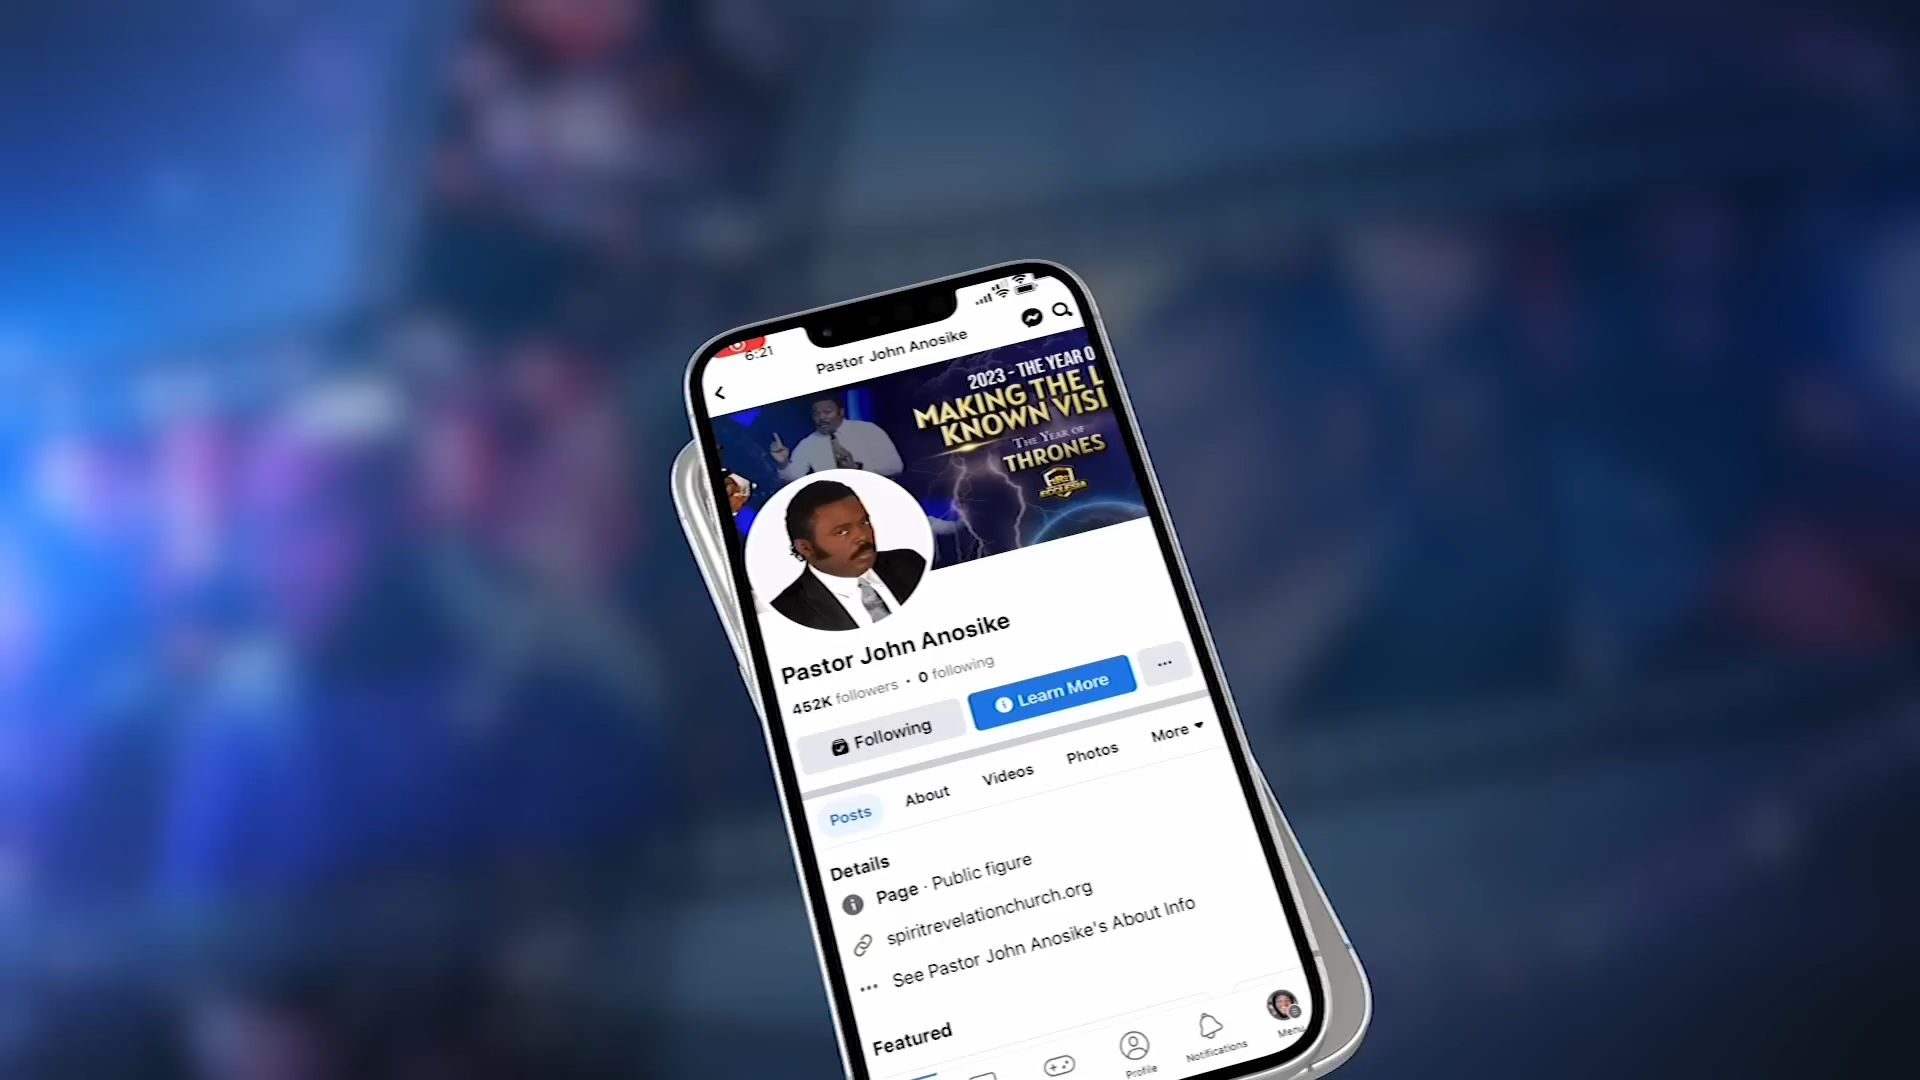 6:21
Pastor John Anosike
2023 - THE YEAR O
MAKING THE L
KNOWN VISI
THE YEAR OF
THRONES
ECCLESIA
Pastor John Anosike
452K followers · 0 following
Following
Learn More
Posts
About
Videos
Photos
More
Details
Page · Public figure
spiritrevelationchurch.org
See Pastor John Anosike's About Info
Featured
Profile
Notifications
Menu